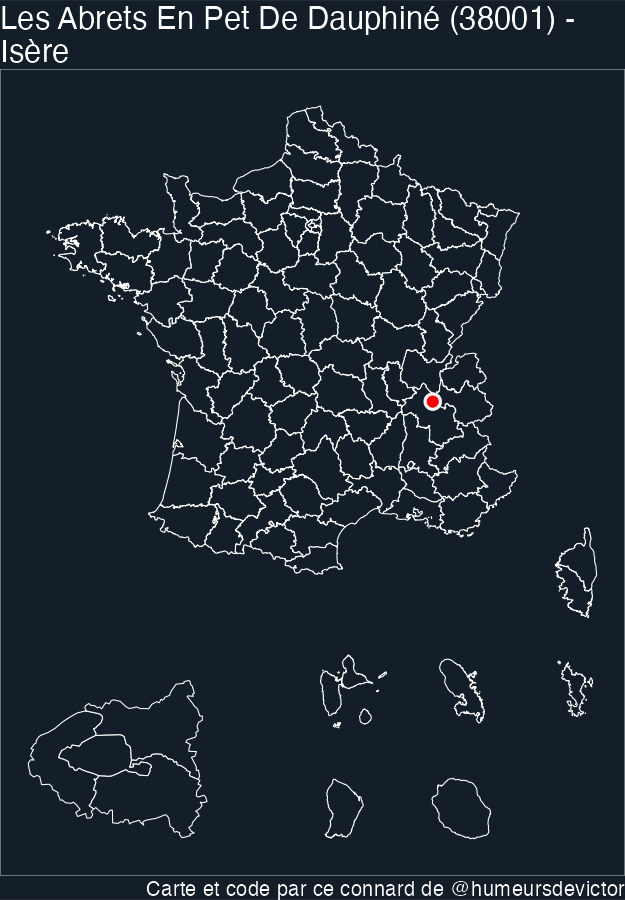 Les Abrets En Pet De Dauphiné (38001) -
Isère
Carte et code par ce connard de @humeursdevictor